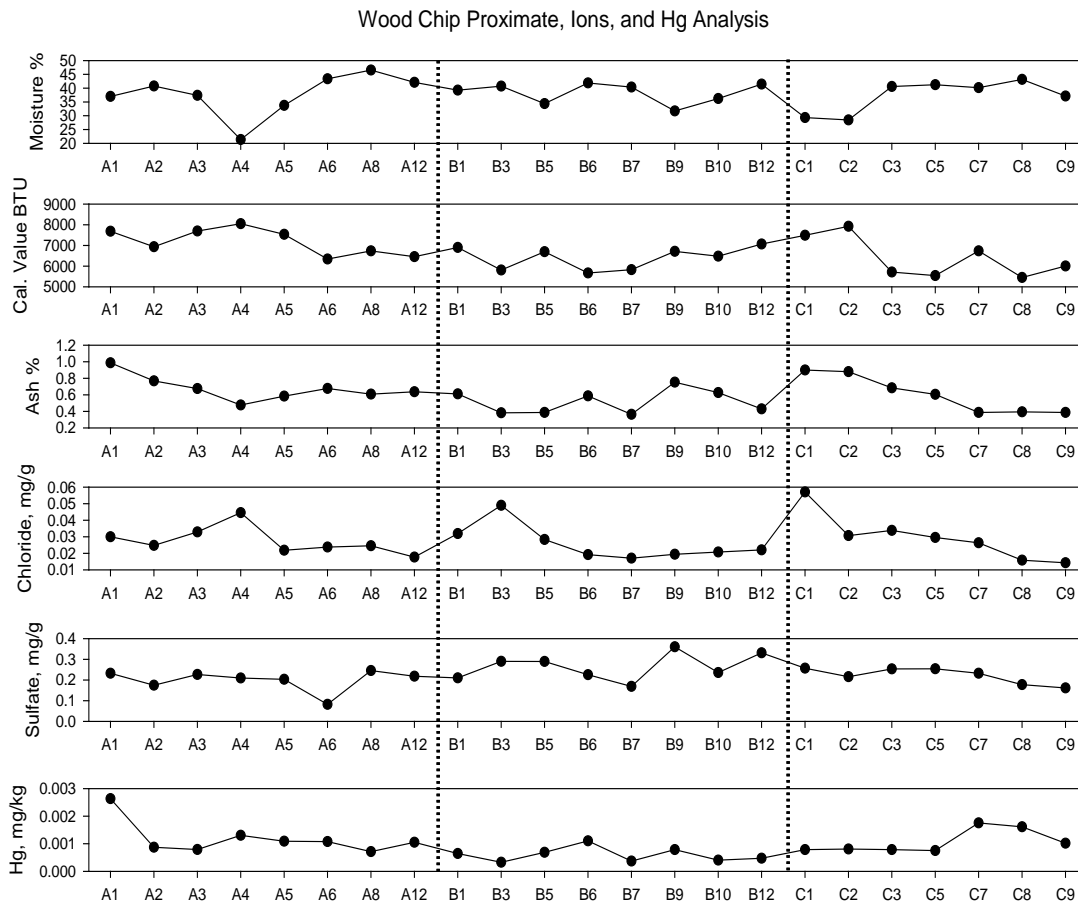 Wood Chip Proximate, Ions, and Hg Analysis
Moisture %
50
45
40
35
30
25
20
A1 A2 A3 A4 A5 A6 A8 A12 B1 B3 B5 B6 B7 B9 B10 B12 C1 C2 C3 C5 C7 C8 C9
Cal. Value BTU
9000
8000
7000
6000
5000
A1 A2 A3 A4 A5 A6 A8 A12 B1 B3 B5 B6 B7 B9 B10 B12 C1 C2 C3 C5 C7 C8 C9
Ash %
1.2
1.0
0.8
0.6
0.4
0.2
A1 A2 A3 A4 A5 A6 A8 A12 B1 B3 B5 B6 B7 B9 B10 B12 C1 C2 C3 C5 C7 C8 C9
Chloride, mg/g
0.06
0.05
0.04
0.03
0.02
0.01
A1 A2 A3 A4 A5 A6 A8 A12 B1 B3 B5 B6 B7 B9 B10 B12 C1 C2 C3 C5 C7 C8 C9
Sulfate, mg/g
0.4
0.3
0.2
0.1
0.0
A1 A2 A3 A4 A5 A6 A8 A12 B1 B3 B5 B6 B7 B9 B10 B12 C1 C2 C3 C5 C7 C8 C9
Hg, mg/kg
0.003
0.002
0.001
0.000
A1 A2 A3 A4 A5 A6 A8 A12 B1 B3 B5 B6 B7 B9 B10 B12 C1 C2 C3 C5 C7 C8 C9